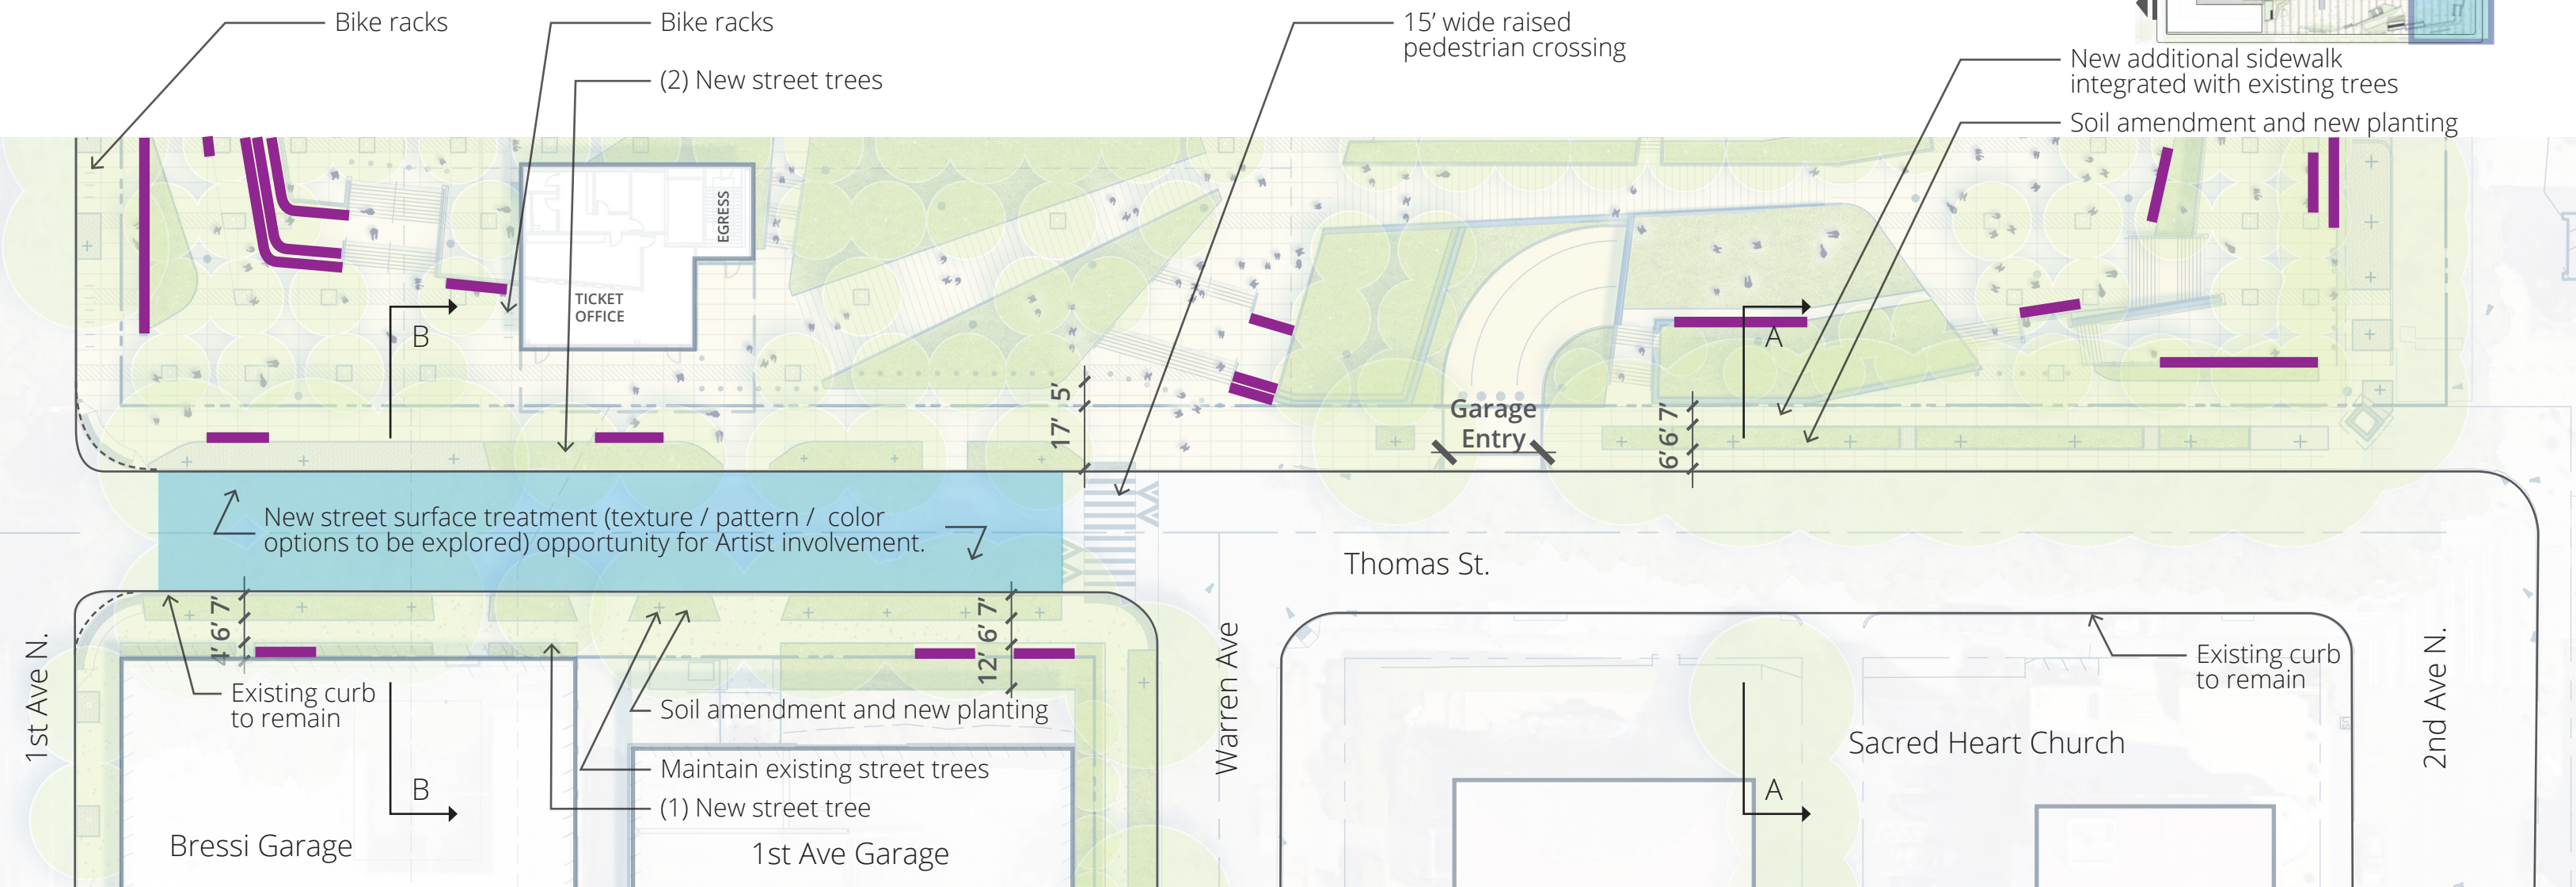 Bike racks
Bike racks
(2) New street trees
15’ wide raised
pedestrian crossing
New additional sidewalk
integrated with existing trees
Soil amendment and new planting
EGRESS
TICKET
OFFICE
B
A
17’ 5’
Garage
Entry
6’ 6’ 7’
New street surface treatment (texture / pattern / color
options to be explored) opportunity for Artist involvement.
Thomas St.
4’ 6’ 7’
12’ 6’ 7’
1st Ave N.
Existing curb
to remain
Soil amendment and new planting
Maintain existing street trees
(1) New street tree
B
Bressi Garage
1st Ave Garage
Warren Ave
A
Sacred Heart Church
Existing curb
to remain
2nd Ave N.